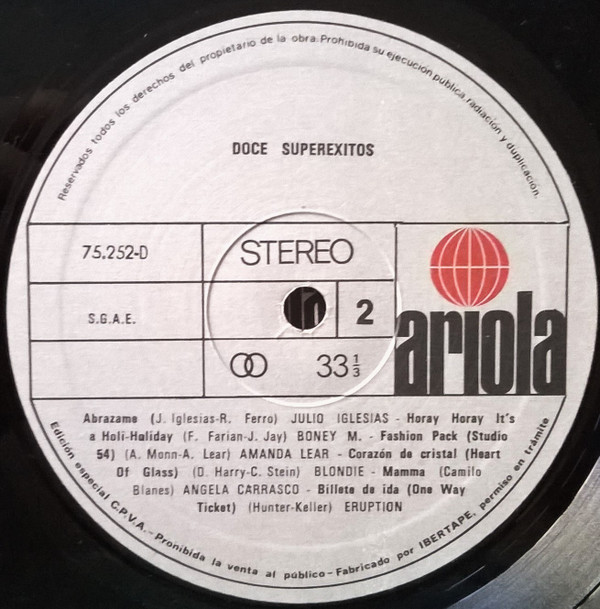 Reservados todos los derechos del propietario de la obra. Prohibida su ejecución pública, radiación y duplicación.
DOCE SUPEREXITOS
75.252-D
STEREO
S.G.A.E.
2
33 1/3
ariola
Abrazame (J. Iglesias-R. Ferro) JULIO IGLESIAS - Horay Horay It's
a Holi-Holiday (F. Farian-J. Jay) BONEY M. - Fashion Pack (Studio
54) (A. Monn-A. Lear) AMANDA LEAR - Corazón de cristal (Heart
Of Glass) (D. Harry-C. Stein) BLONDIE - Mamma (Camilo
Blanes) ANGELA CARRASCO - Billete de ida (One Way
Ticket) (Hunter-Keller) ERUPTION
Edición especial C.P.V.A. - Prohibida la venta al público - Fabricado por IBERTAPE, permiso en trámite